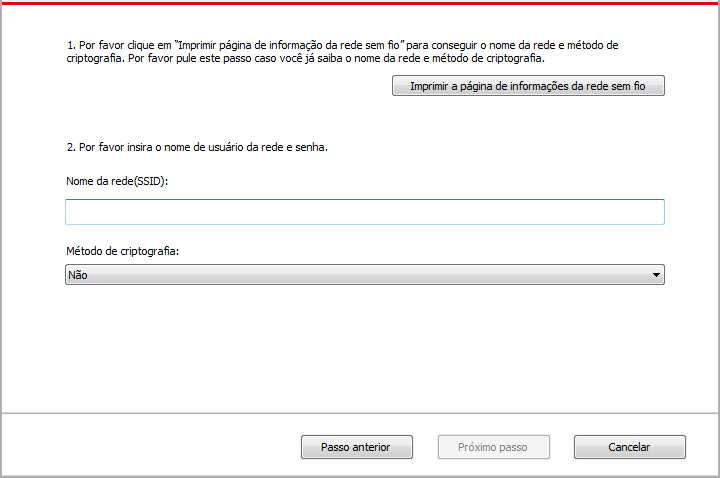 1. Por favor clique em “Imprimir página de informação da rede sem fio” para conseguir o nome da rede e método de
criptografia. Por favor pule este passo caso você já saiba o nome da rede e método de criptografia.
Imprimir a página de informações da rede sem fio
2. Por favor insira o nome de usuário da rede e senha.
Nome da rede(SSID):
Método de criptografia:
Não
Passo anterior
Próximo passo
Cancelar